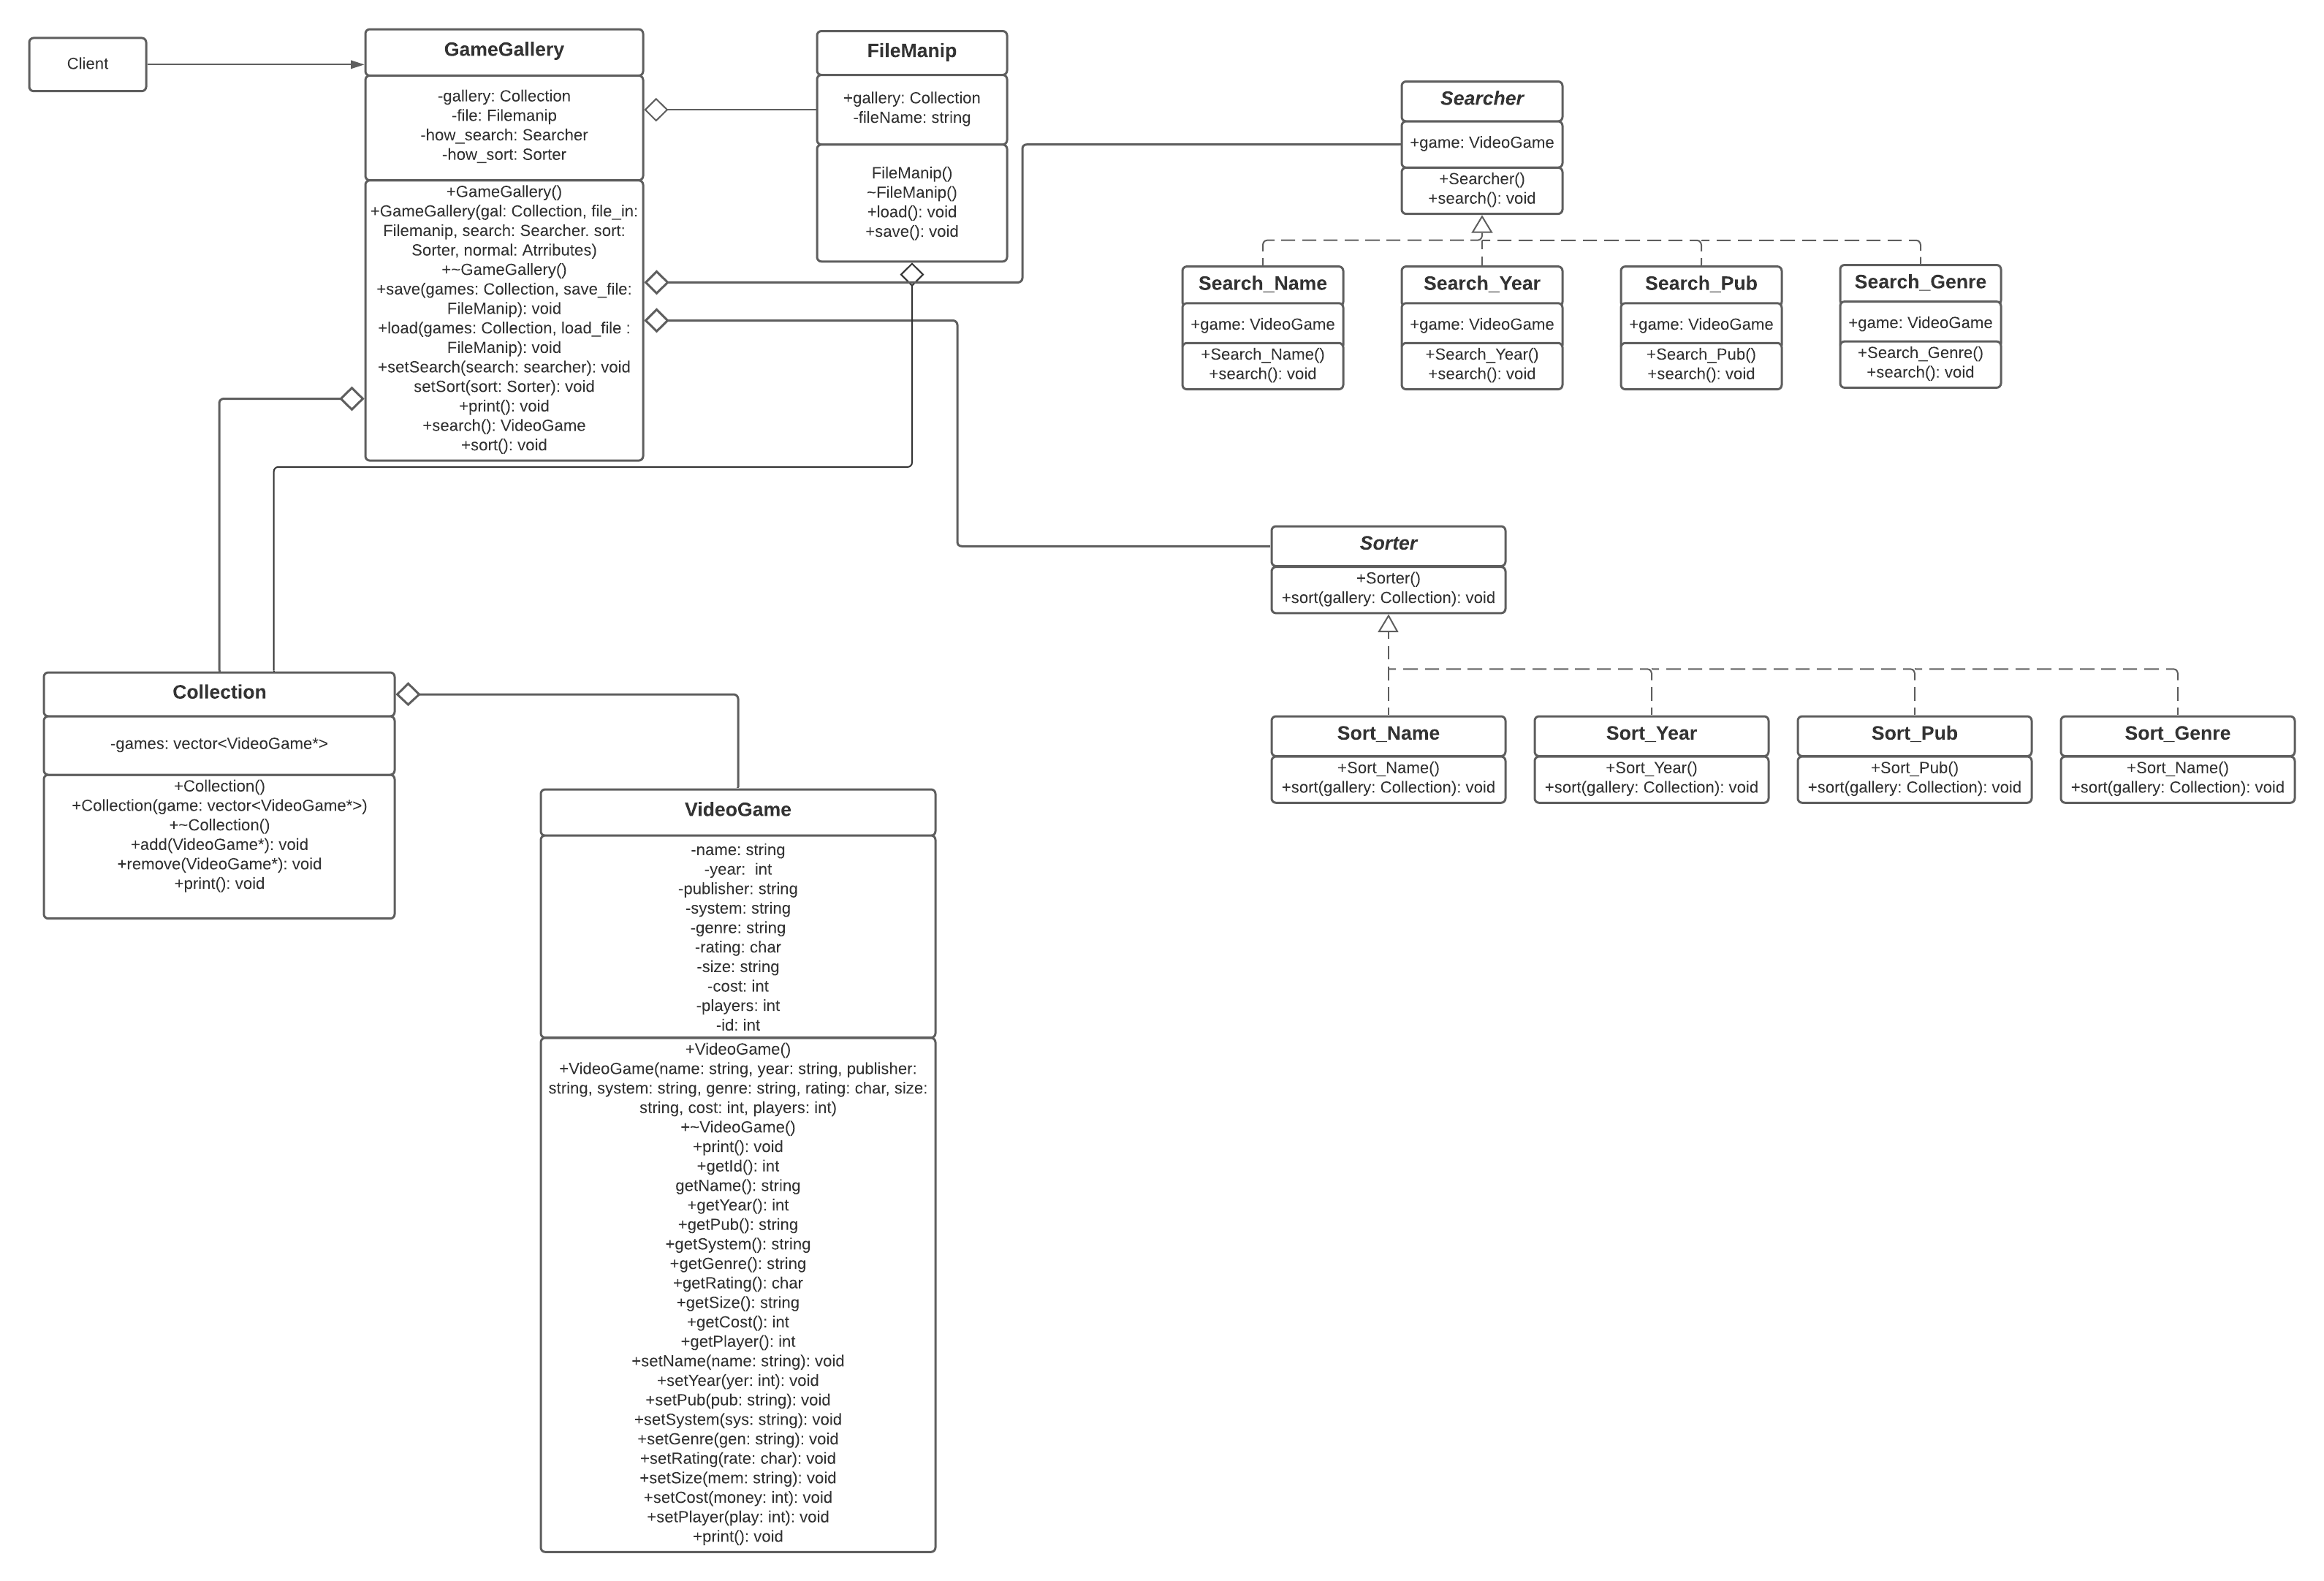 Client
GameGallery
-gallery: Collection
-file: Filemanip
-how_search: Searcher
-how_sort: Sorter
+GameGallery()
+GameGallery(gal: Collection, file_in:
Filemanip, search: Searcher. sort:
Sorter, normal: Atrributes)
+~GameGallery()
+save(games: Collection, save_file:
FileManip): void
+load(games: Collection, load_file :
FileManip): void
+setSearch(search: searcher): void
setSort(sort: Sorter): void
+print(): void
+search(): VideoGame
+sort(): void
FileManip
+gallery: Collection
-fileName: string
FileManip()
~FileManip()
+load(): void
+save(): void
Searcher
+game: VideoGame
+Searcher()
+search(): void
Search_Name
+game: VideoGame
+Search_Name()
+search(): void
Search_Year
+game: VideoGame
+Search_Year()
+search(): void
Search_Pub
+game: VideoGame
+Search_Pub()
+search(): void
Search_Genre
+game: VideoGame
+Search_Genre()
+search(): void
Sorter
+Sorter()
+sort(gallery: Collection): void
Sort_Name
+Sort_Name()
+sort(gallery: Collection): void
Sort_Year
+Sort_Year()
+sort(gallery: Collection): void
Sort_Pub
+Sort_Pub()
+sort(gallery: Collection): void
Sort_Genre
+Sort_Name()
+sort(gallery: Collection): void
Collection
-games: vector<VideoGame*>
+Collection()
+Collection(game: vector<VideoGame*>)
+~Collection()
+add(VideoGame*): void
+remove(VideoGame*): void
+print(): void
VideoGame
-name: string
-year:  int
-publisher: string
-system: string
-genre: string
-rating: char
-size: string
-cost: int
-players: int
-id: int
+VideoGame()
+VideoGame(name: string, year: string, publisher:
string, system: string, genre: string, rating: char, size:
string, cost: int, players: int)
+~VideoGame()
+print(): void
+getId(): int
getName(): string
+getYear(): int
+getPub(): string
+getSystem(): string
+getGenre(): string
+getRating(): char
+getSize(): string
+getCost(): int
+getPlayer(): int
+setName(name: string): void
+setYear(yer: int): void
+setPub(pub: string): void
+setSystem(sys: string): void
+setGenre(gen: string): void
+setRating(rate: char): void
+setSize(mem: string): void
+setCost(money: int): void
+setPlayer(play: int): void
+print(): void